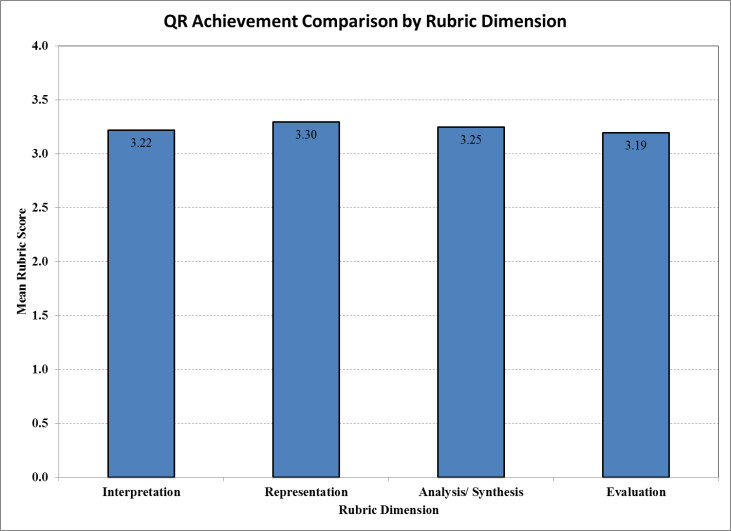 QR Achievement Comparison by Rubric Dimension
4.0
3.5
3.0
2.5
2.0
1.5
1.0
0.5
0.0
Mean Rubric Score
3.22
3.30
3.25
3.19
Interpretation
Representation
Analysis/ Synthesis
Evaluation
Rubric Dimension